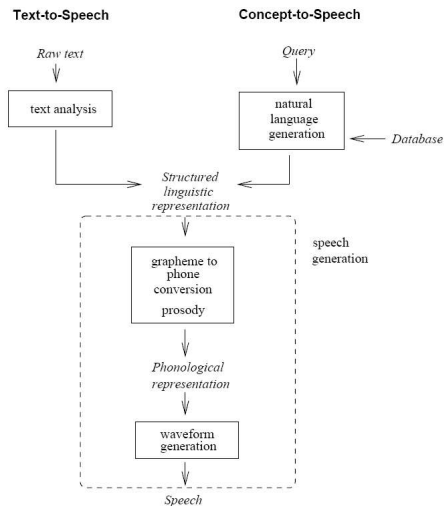 Text-to-Speech
Concept-to-Speech
Raw text
Query
text analysis
natural
language
generation
Database
Structured
linguistic
representation
speech
generation
grapheme to
phone
conversion
prosody
Phonological
representation
waveform
generation
Speech